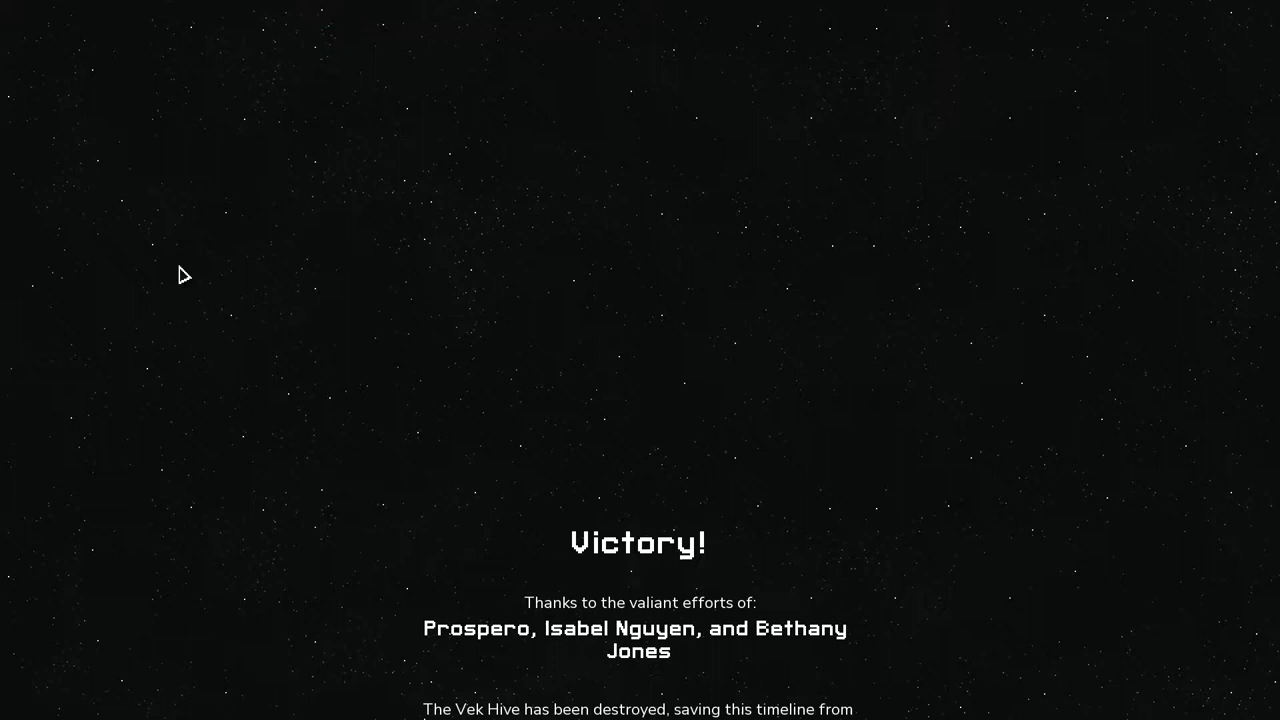 Victory!
Thanks to the valiant efforts of:
Prospero, Isabel Nguyen, and Bethany
Jones
The Vek Hive has been destroyed, saving this timeline from